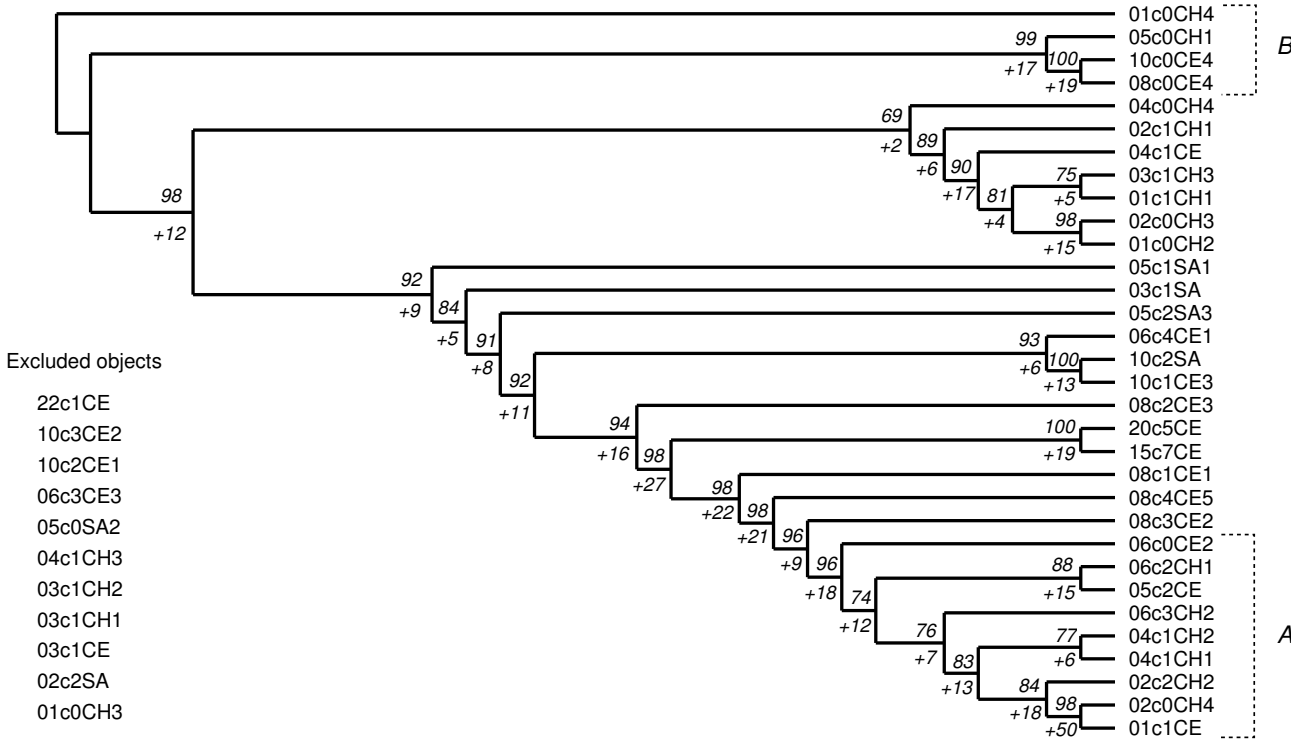 01c0CH4
99
05c0CH1
B
100
10c0CE4
+17
+19
08c0CE4
04c0CH4
69
02c1CH1
89
+2
04c1CE
90
+6
03c1CH3
75
98
81
+17
+5
01c1CH1
02c0CH3
98
+4
+12
+15
01c0CH2
05c1SA1
92
03c1SA
84
+9
05c2SA3
+5
06c4CE1
93
91
Excluded objects
10c2SA
100
+8
+6
92
+13
10c1CE3
22c1CE
08c2CE3
+11
94
20c5CE
100
10c3CE2
+16
98
+19
15c7CE
10c2CE1
08c1CE1
+27
98
06c3CE3
08c4CE5
+22
98
08c3CE2
05c0SA2
+21
96
06c0CE2
04c1CH3
+9
96
06c2CH1
88
03c1CH2
+18
74
+15
05c2CE
06c3CH2
03c1CH1
+12
76
04c1CH2
77
A
03c1CE
+7
83
+6
04c1CH1
02c2SA
02c2CH2
+13
84
01c0CH3
02c0CH4
+18
98
+50
01c1CE